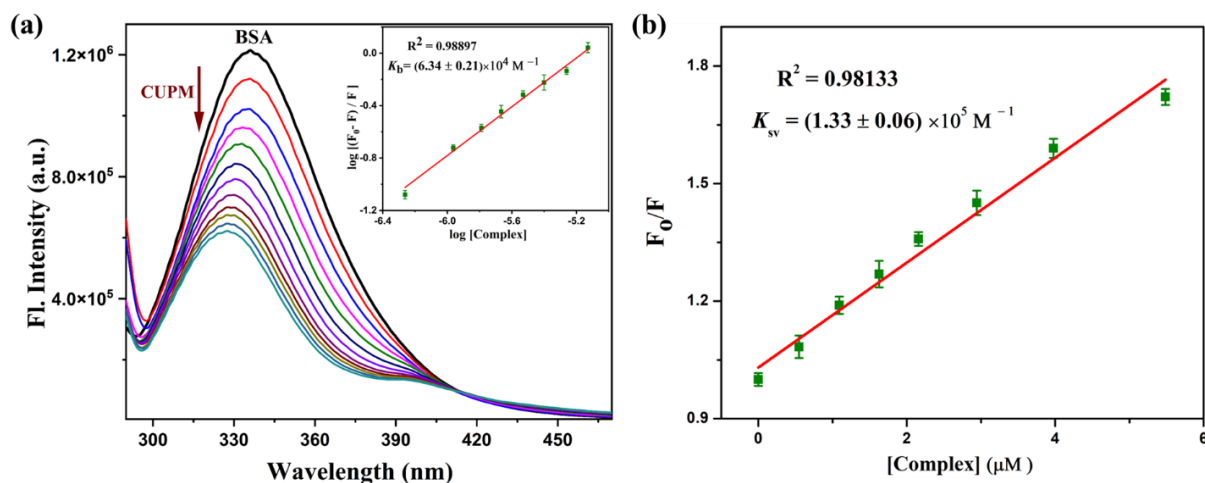 (a)
BSA
CUPM
1.2×10⁶
8.0×10⁵
4.0×10⁵
Fl. Intensity (a.u.)
300 330 360 390 420 450
Wavelength (nm)
R² = 0.98897
K_b= (6.34 ± 0.21)×10⁴ M⁻¹
0.0
-0.4
-0.8
-1.2
log [(F₀- F) / F ]
-6.4 -6.0 -5.6 -5.2
log [Complex]
(b)
R² = 0.98133
K_sv = (1.33 ± 0.06) ×10⁵ M⁻¹
1.8
1.5
1.2
0.9
F₀/F
0 2 4 6
[Complex] (μM )